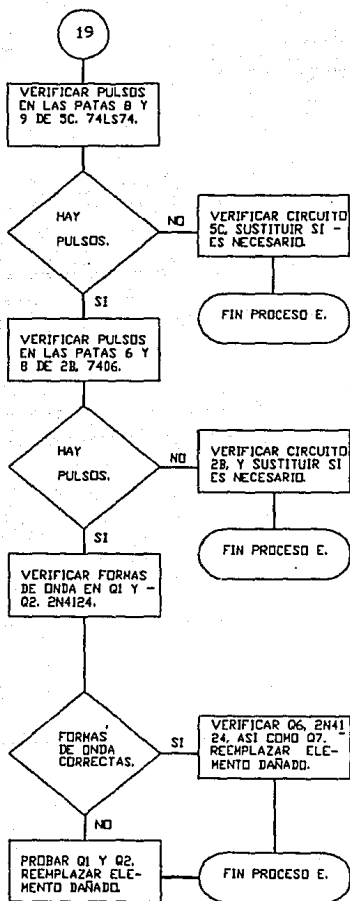 19
VERIFICAR PULSOS
EN LAS PATAS 8 Y
9 DE 5C. 74LS74.
HAY
PULSOS.
NO
VERIFICAR CIRCUITO
5C, SUSTITUIR SI -
ES NECESARIO.
SI
FIN PROCESO E.
VERIFICAR PULSOS
EN LAS PATAS 6 Y
8 DE 2B, 7406.
HAY
PULSOS.
NO
VERIFICAR CIRCUITO
2B, Y SUSTITUIR SI
ES NECESARIO.
SI
FIN PROCESO E.
VERIFICAR FORMAS
DE ONDA EN Q1 Y -
Q2. 2N4124.
FORMAS
DE ONDA
CORRECTAS.
SI
VERIFICAR Q6, 2N41
24, ASI COMO Q7.
REEMPLAZAR ELE-
MENTO DAÑADO.
NO
PROBAR Q1 Y Q2.
REEMPLAZAR ELE-
MENTO DAÑADO.
FIN PROCESO E.